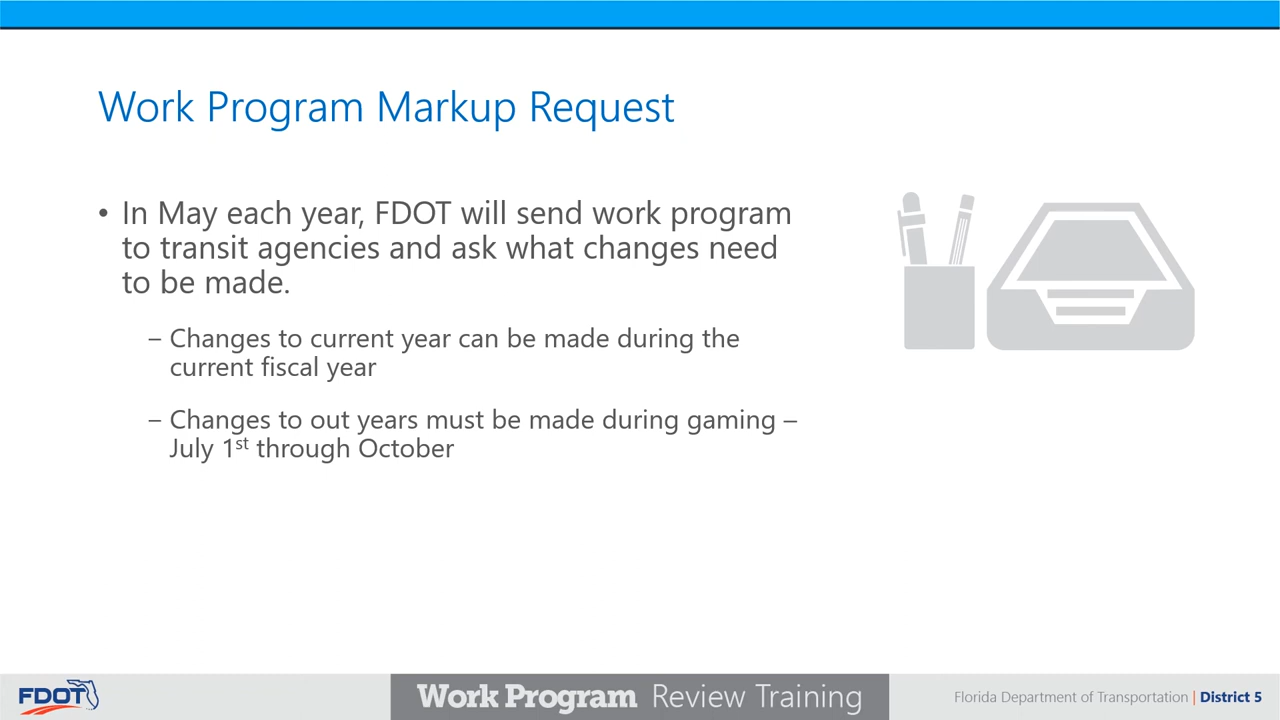 Work Program Markup Request
• In May each year, FDOT will send work program
to transit agencies and ask what changes need
to be made.
– Changes to current year can be made during the
current fiscal year
– Changes to out years must be made during gaming –
July 1st through October
FDOT
Work Program Review Training
Florida Department of Transportation | District 5